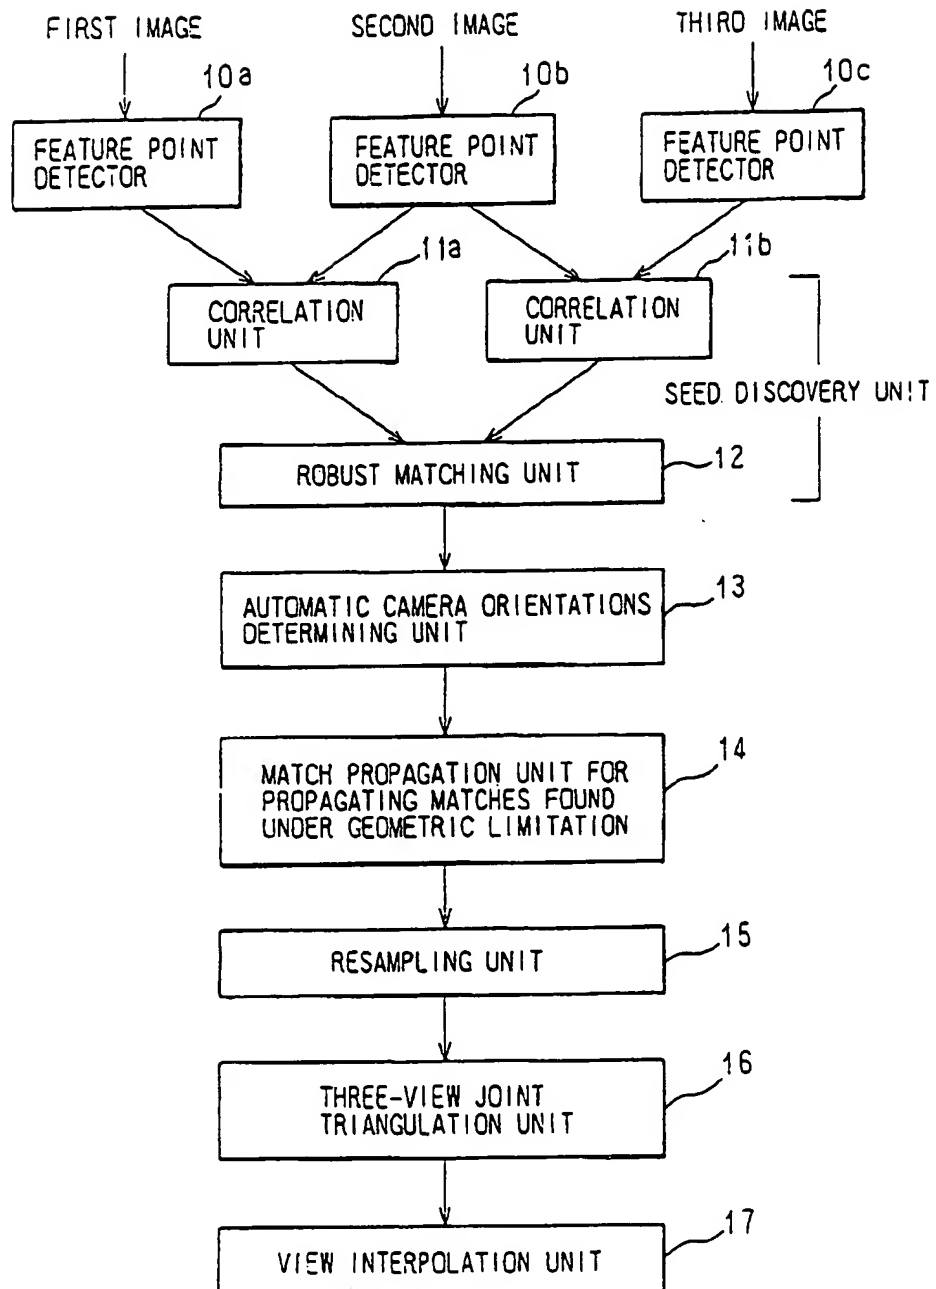 FIRST IMAGE
SECOND IMAGE
THIRD IMAGE
10a
10b
10c
FEATURE POINT
DETECTOR
FEATURE POINT
DETECTOR
FEATURE POINT
DETECTOR
11a
11b
CORRELATION
UNIT
CORRELATION
UNIT
SEED DISCOVERY UNIT
12
ROBUST MATCHING UNIT
13
AUTOMATIC CAMERA ORIENTATIONS
DETERMINING UNIT
14
MATCH PROPAGATION UNIT FOR
PROPAGATING MATCHES FOUND
UNDER GEOMETRIC LIMITATION
15
RESAMPLING UNIT
16
THREE-VIEW JOINT
TRIANGULATION UNIT
17
VIEW INTERPOLATION UNIT